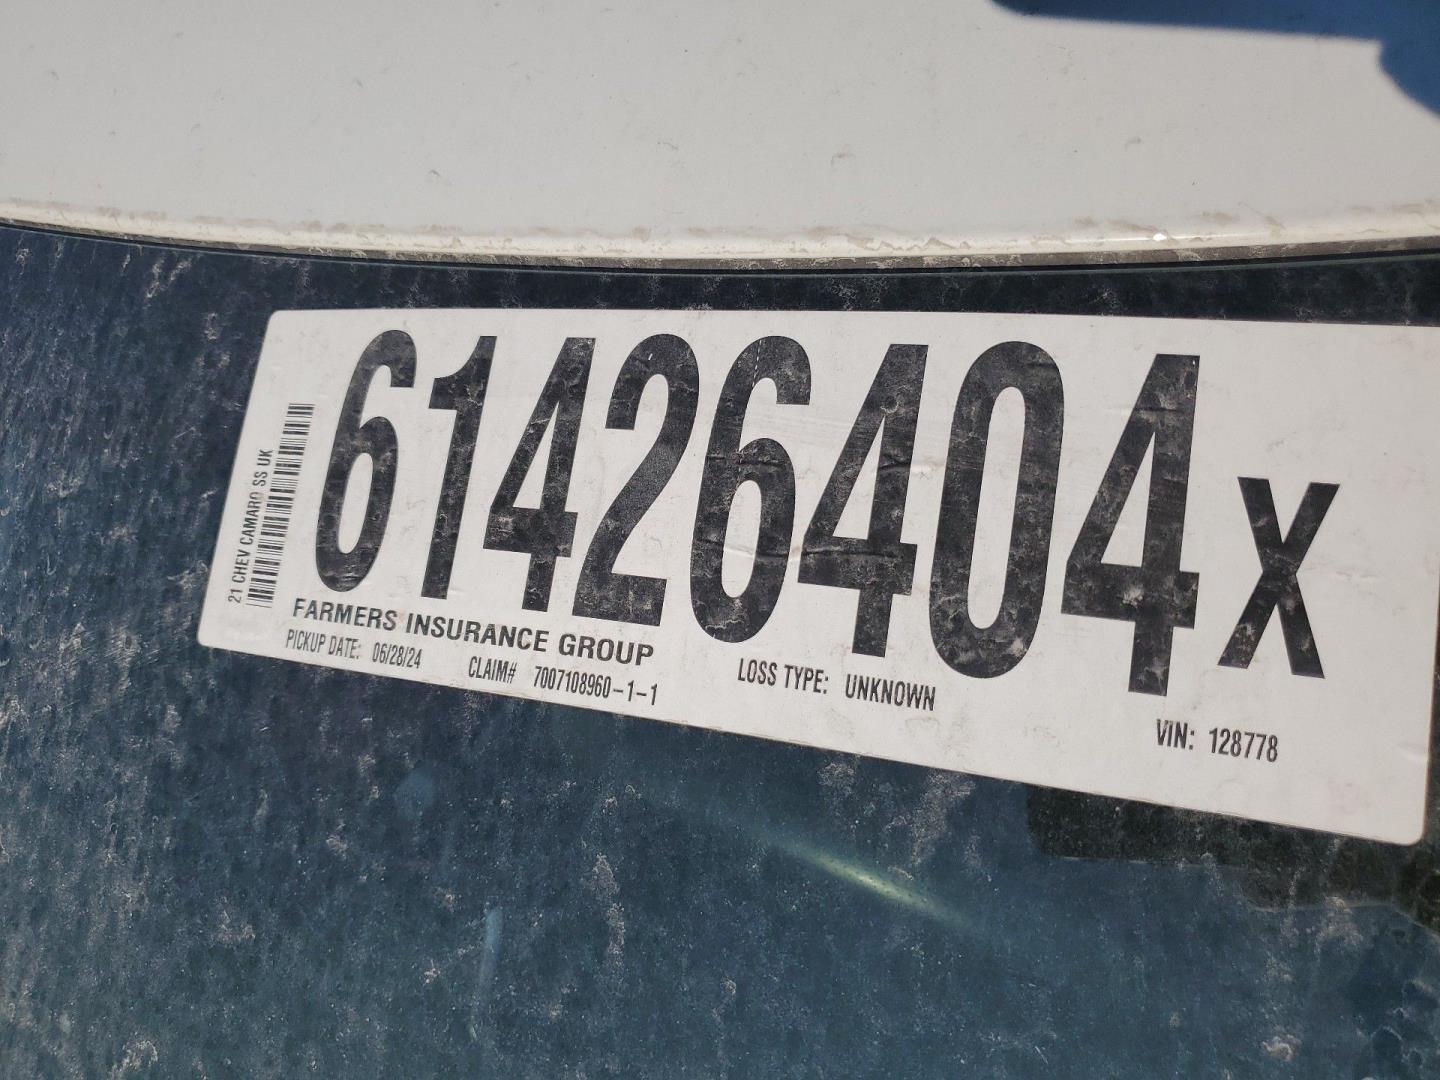 21 CHEV CAMARO SS UK
61426404X
FARMERS INSURANCE GROUP
PICKUP DATE: 06/28/24 CLAIM# 7007108960-1-1 LOSS TYPE: UNKNOWN VIN: 128778